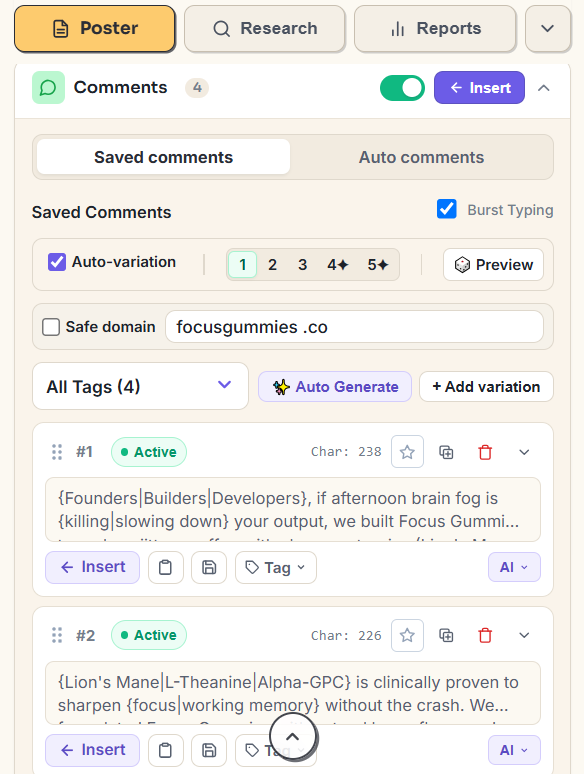 Poster Research Reports
Comments 4 Insert
Saved comments Auto comments
Saved Comments Burst Typing
Auto-variation 1 2 3 4✦ 5✦ Preview
Safe domain focusgummies .co
All Tags (4) Auto Generate + Add variation
#1 Active Char: 238
{Founders|Builders|Developers}, if afternoon brain fog is
{killing|slowing down} your output, we built Focus Gummi...
Insert Tag AI
#2 Active Char: 226
{Lion's Mane|L-Theanine|Alpha-GPC} is clinically proven to
sharpen {focus|working memory} without the crash. We...
Insert Tag AI